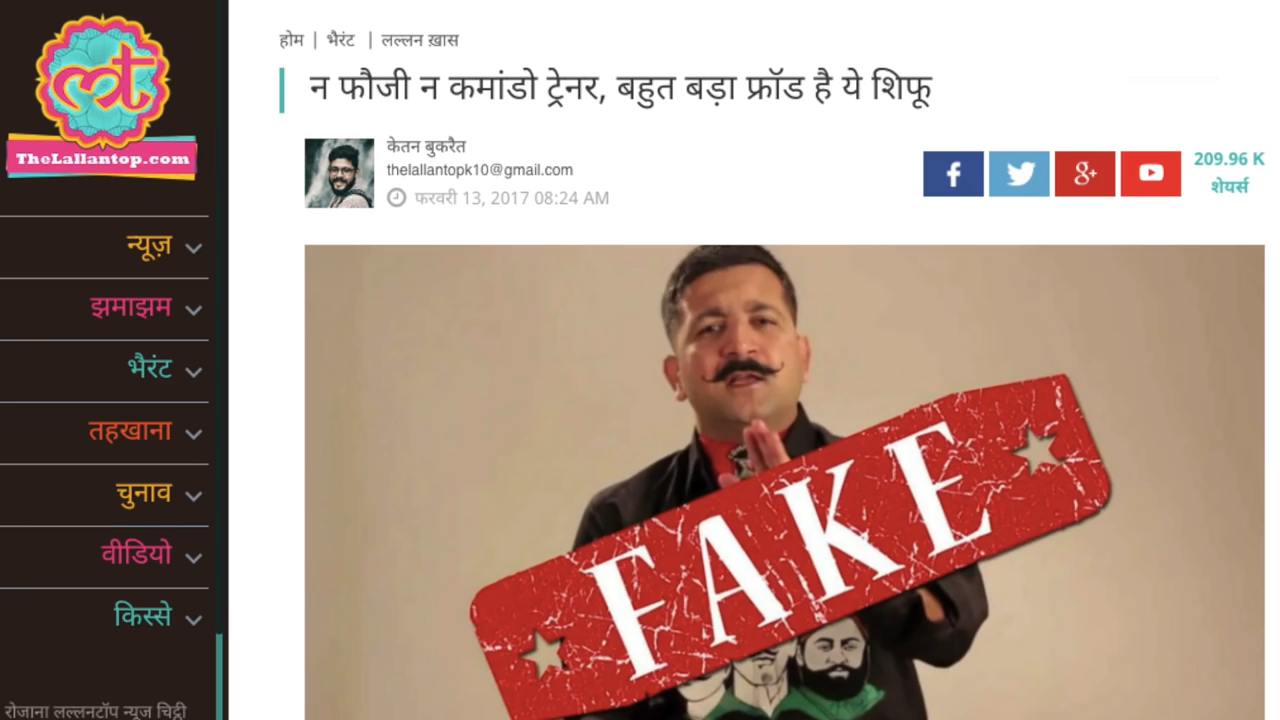 TheLallantop.com
न्यूज़
झमाझम
भैरंट
तहखाना
चुनाव
वीडियो
किस्से
रोजाना लल्लनटॉप न्यूज चिट्ठी
होम | भैरंट | लल्लन ख़ास
न फौजी न कमांडो ट्रेनर, बहुत बड़ा फ्रॉड है ये शिफू
केतन बुकरैत
thelallantopk10@gmail.com
फरवरी 13, 2017 08:24 AM
209.96 K
शेयर्स
FAKE